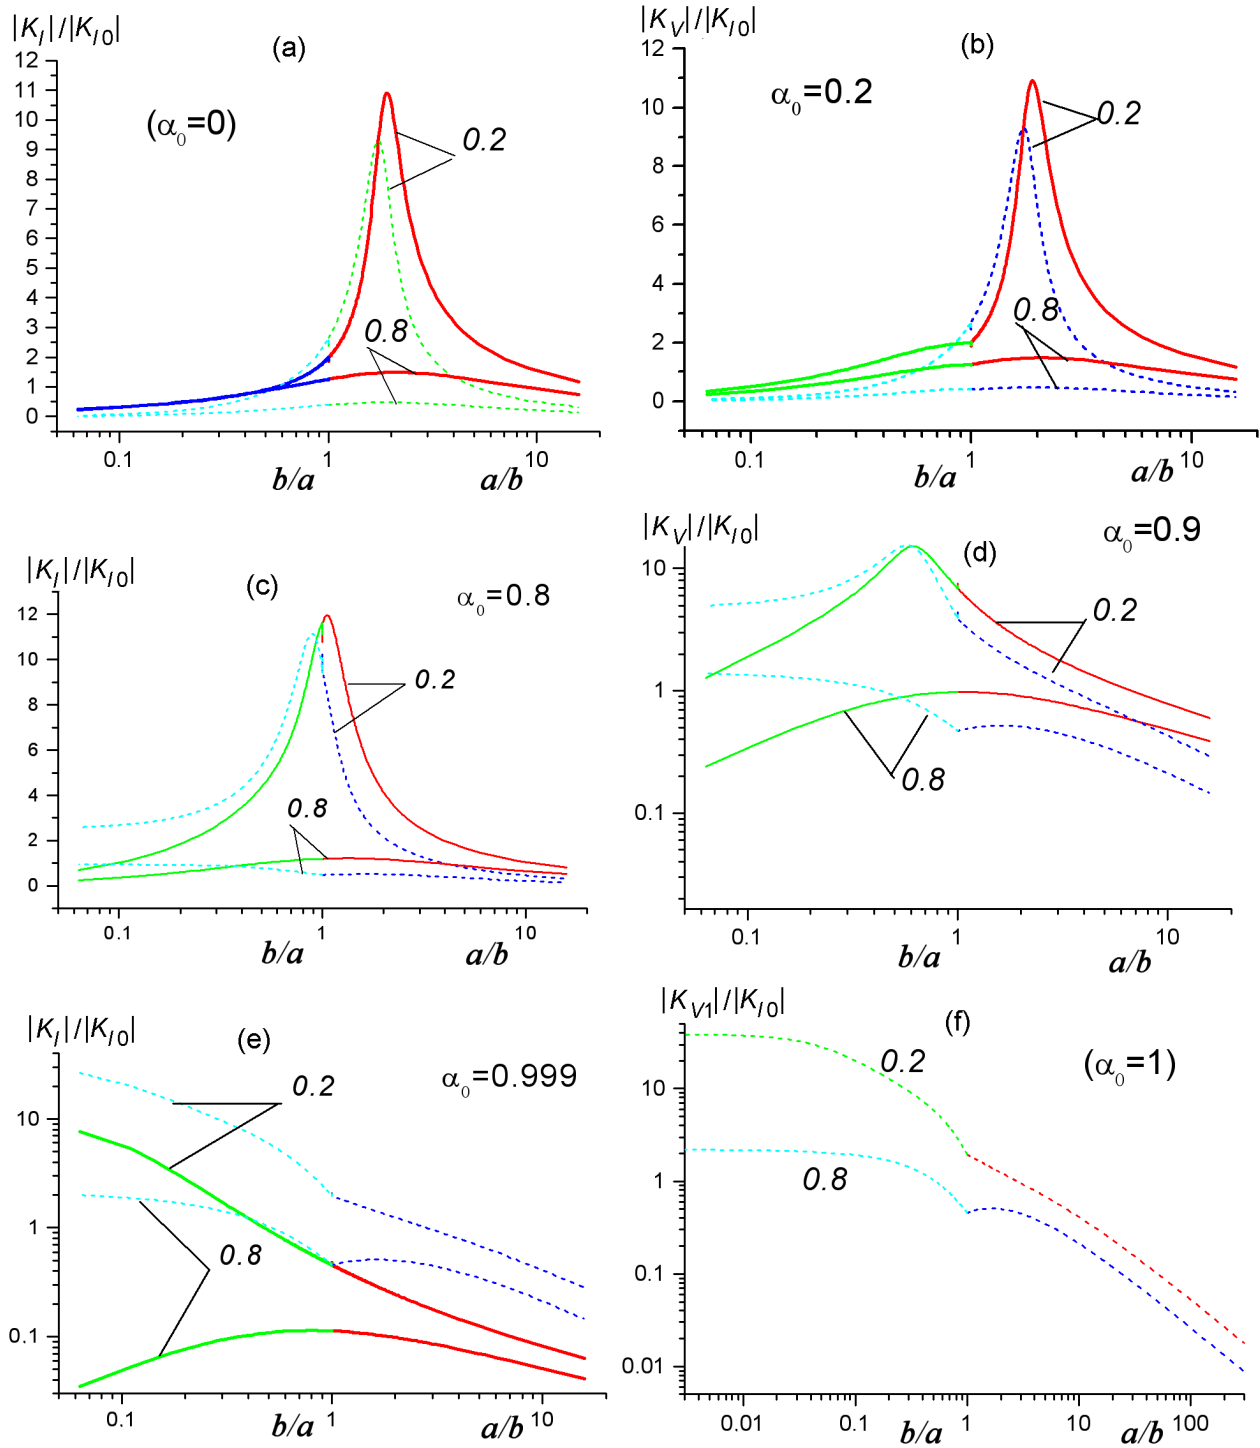 |K_I|/|K_I0|
(a)
(α₀=0)
12
11
10
9
8
7
6
5
4
3
2
1
0
0.2
0.8
0.1
1
10
b/a
a/b
|K_V|/|K_I0|
(b)
α₀=0.2
12
10
8
6
4
2
0
0.2
0.8
0.1
1
10
b/a
a/b
|K_I|/|K_I0|
(c)
α₀=0.8
12
10
8
6
4
2
0
0.2
0.8
0.1
1
10
b/a
a/b
|K_V|/|K_I0|
(d)
α₀=0.9
10
1
0.1
0.2
0.8
0.1
1
10
b/a
a/b
|K_I|/|K_I0|
(e)
α₀=0.999
10
1
0.1
0.2
0.8
0.1
1
10
b/a
a/b
|K_V1|/|K_I0|
(f)
(α₀=1)
10
1
0.1
0.01
0.2
0.8
0.01
0.1
1
10
100
b/a
a/b